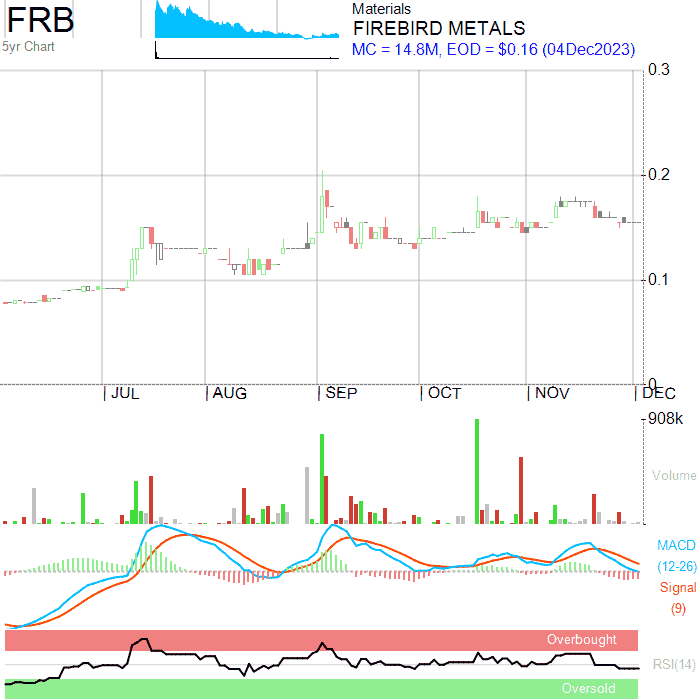 FRB
5yr Chart
Materials
FIREBIRD METALS
MC = 14.8M, EOD = $0.16 (04Dec2023)
0.3
0.2
0.1
0
JUL AUG SEP OCT NOV DEC
908k
Volume
MACD
(12-26)
Signal
(9)
Overbought
RSI(14)
Oversold